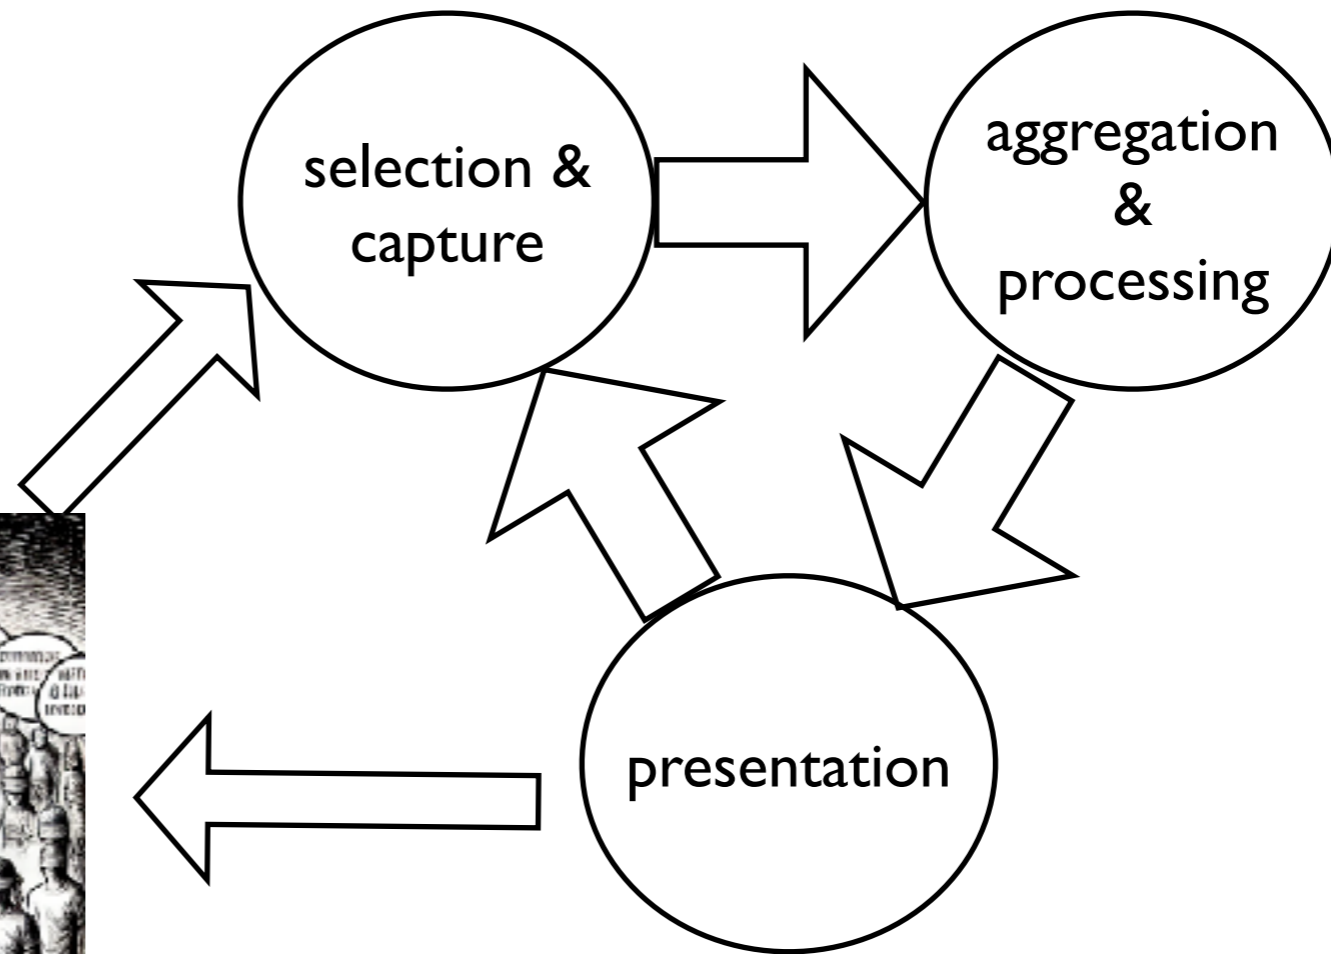 selection &
capture
aggregation
&
processing
presentation